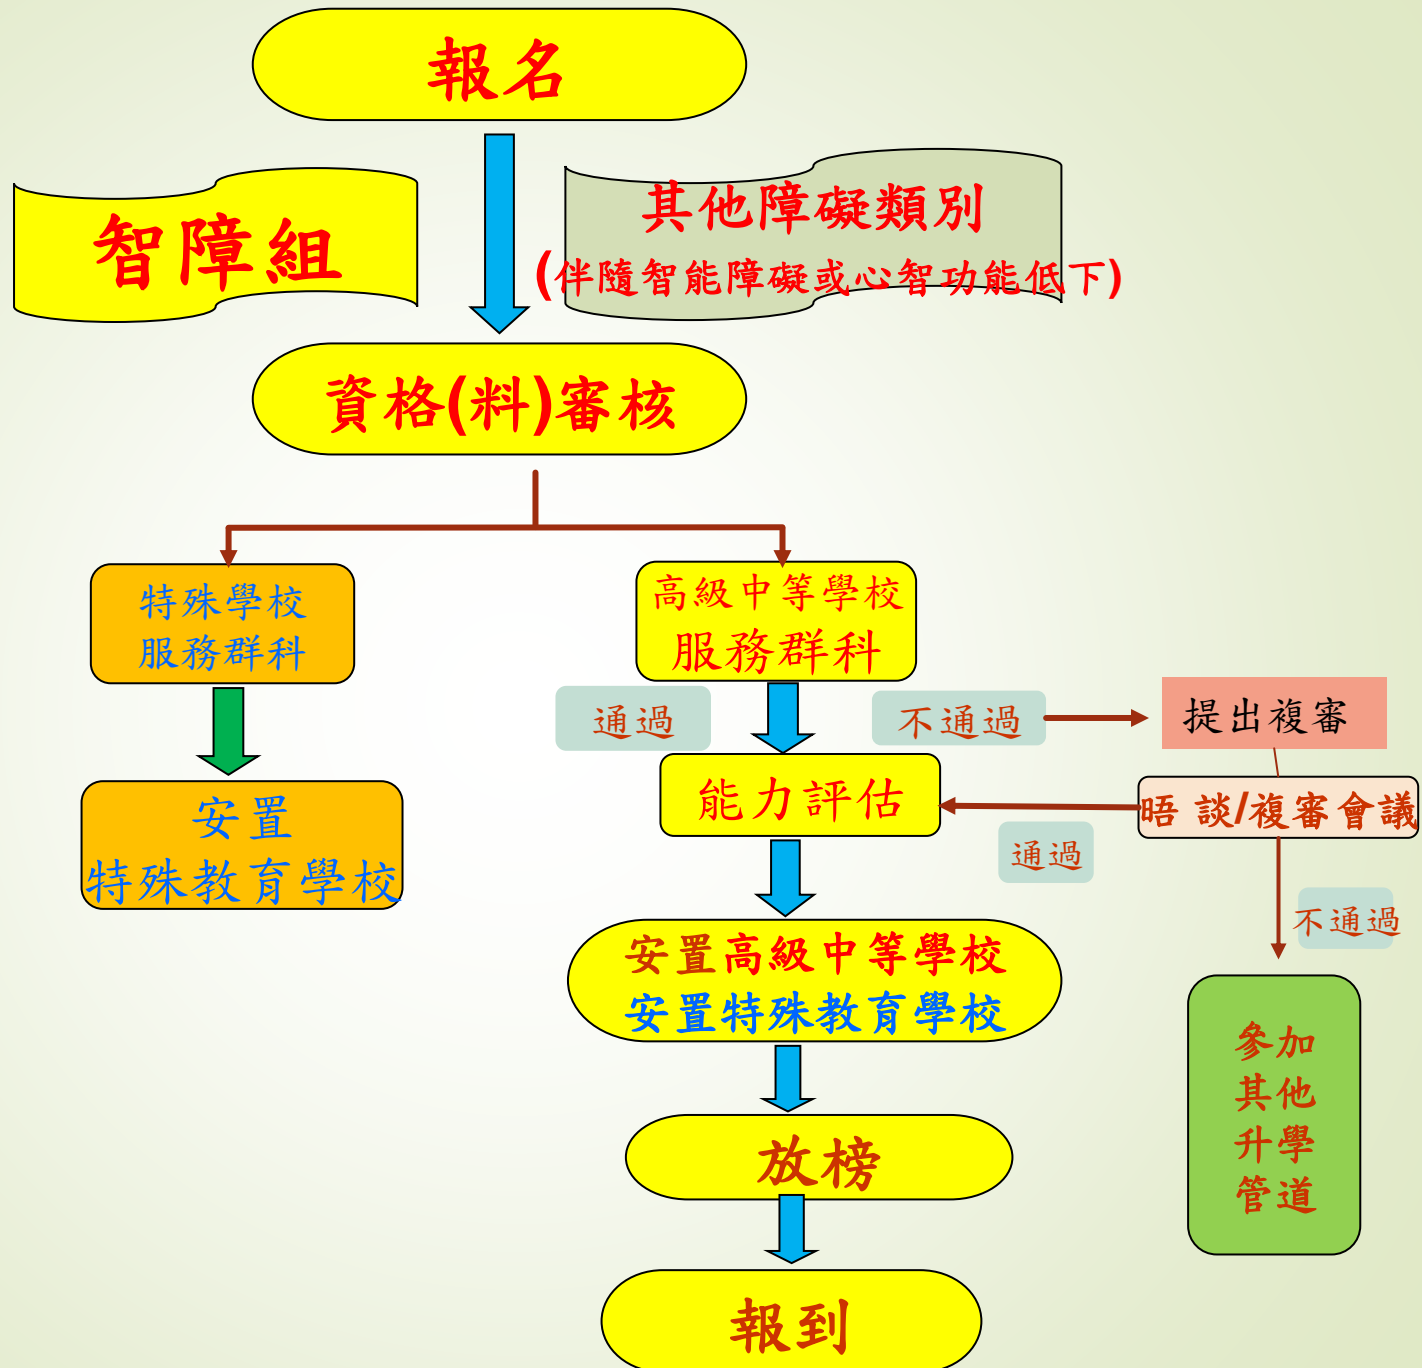 報名
智障組
其他障礙類別
(伴隨智能障礙或心智功能低下)
資格(料)審核
特殊學校
服務群科
高級中等學校
服務群科
通過
不通過
提出複審
安置
特殊教育學校
能力評估
晤 談/複審會議
通過
不通過
安置高級中等學校
安置特殊教育學校
參加
其他
升學
管道
放榜
報到